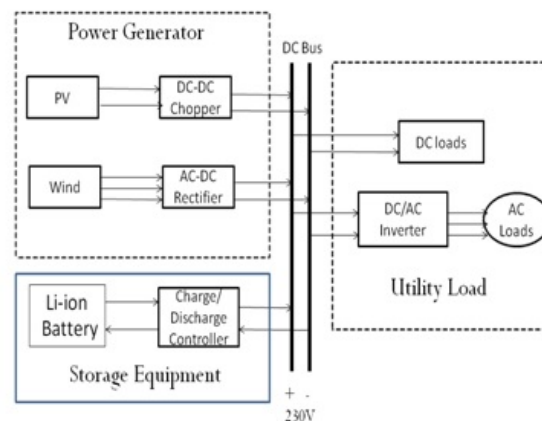 Power Generator
PV
DC-DC
Chopper
Wind
AC-DC
Rectifier
Li-ion
Battery
Charge/
Discharge
Controller
Storage Equipment
DC Bus
+ -
230V
DC loads
DC/AC
Inverter
AC
Loads
Utility Load